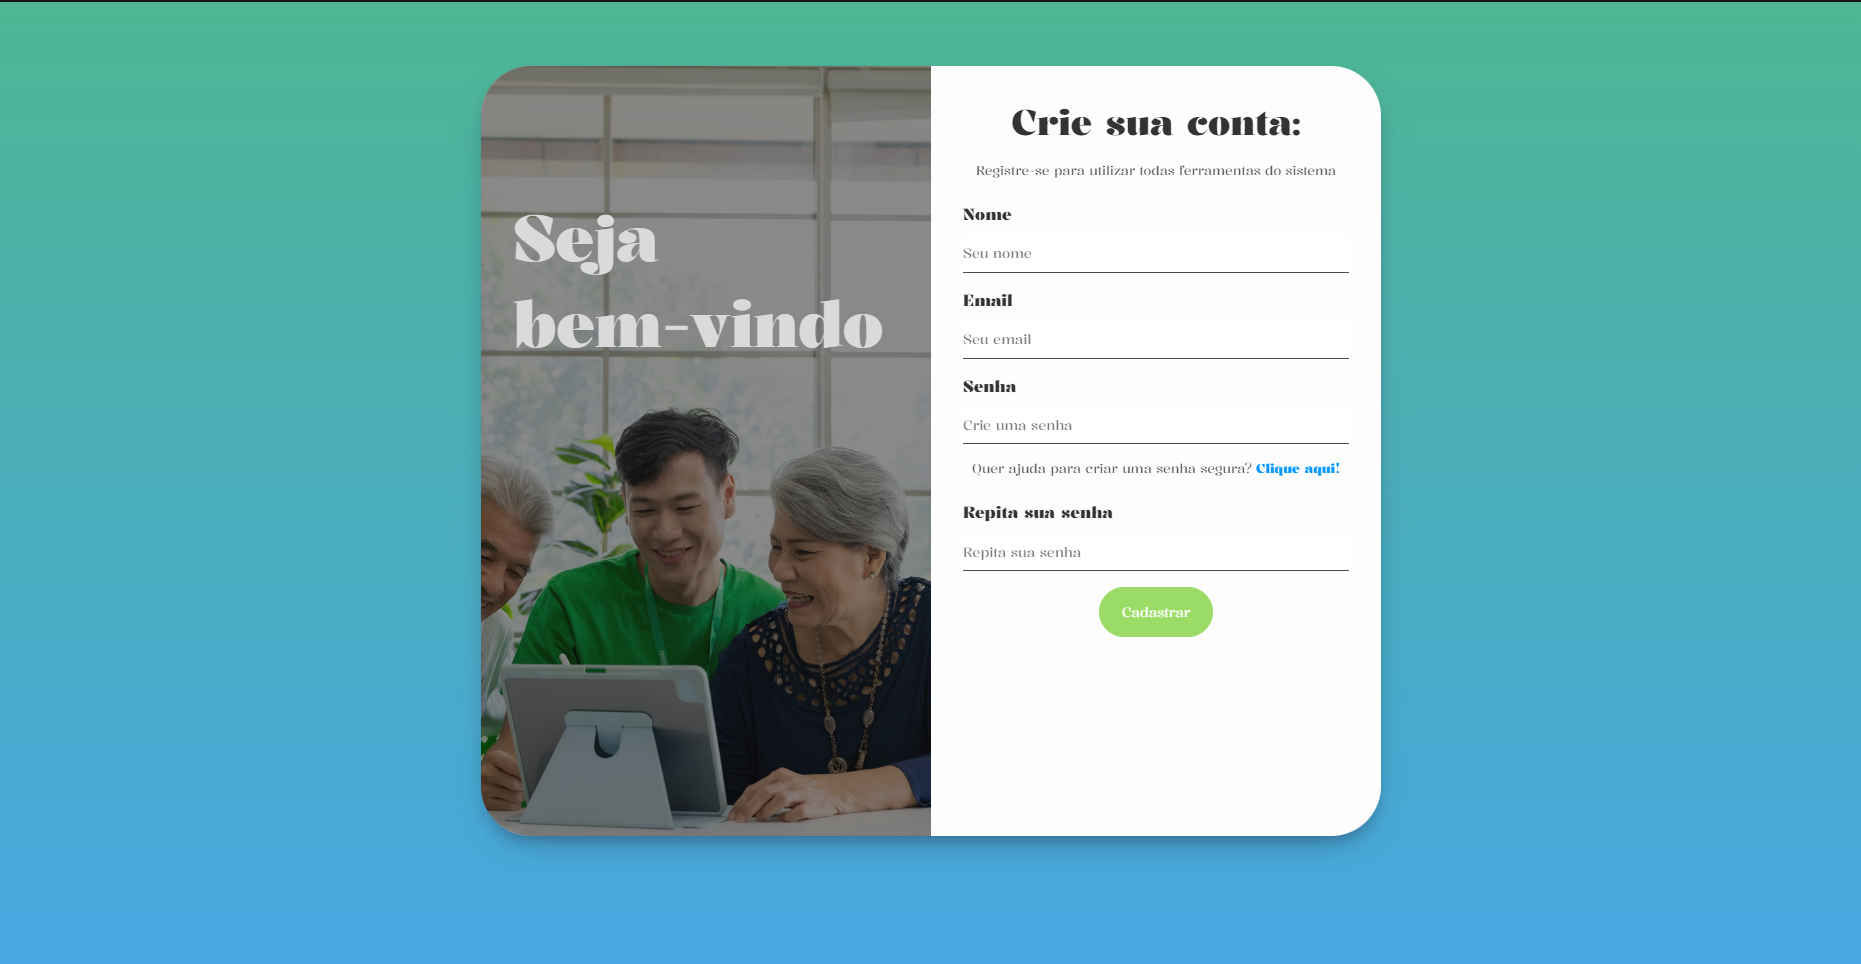 Seja
bem-vindo
Crie sua conta:
Registre-se para utilizar todas ferramentas do sistema
Nome
Seu nome
Email
Seu email
Senha
Crie uma senha
Quer ajuda para criar uma senha segura? Clique aqui!
Repita sua senha
Repita sua senha
Cadastrar